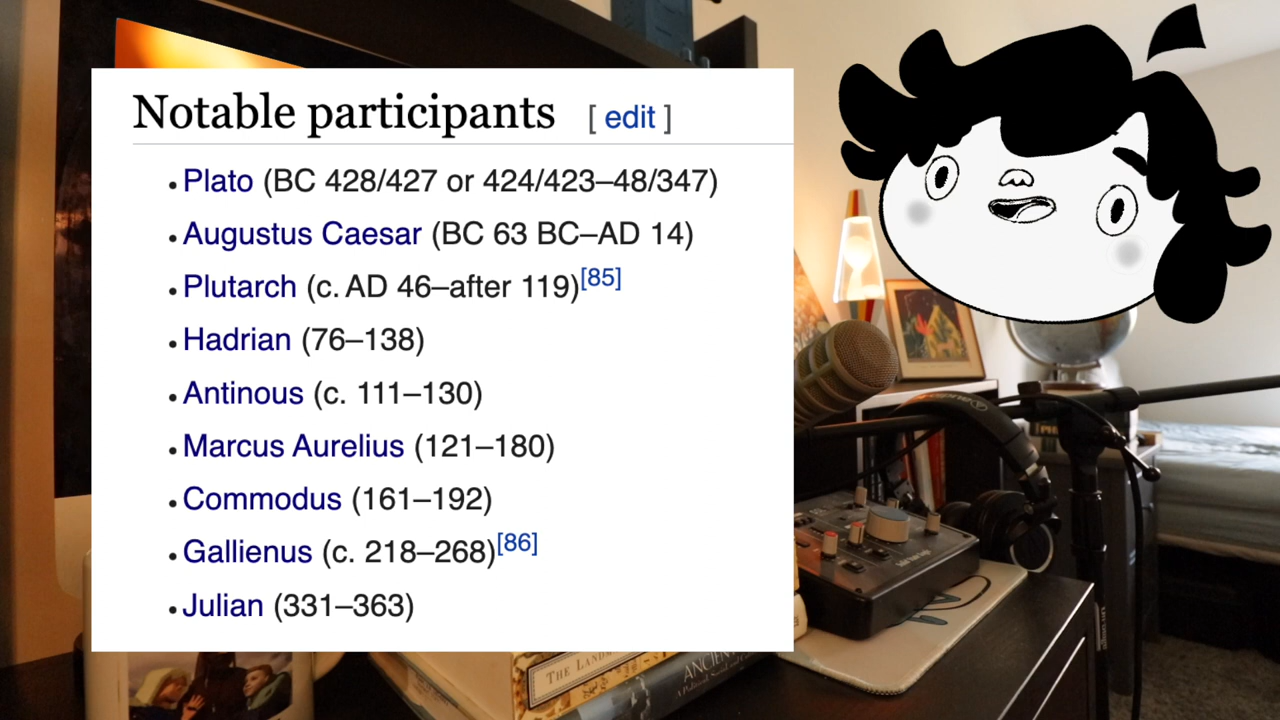 Notable participants [ edit ]
• Plato (BC 428/427 or 424/423–48/347)
• Augustus Caesar (BC 63 BC–AD 14)
• Plutarch (c. AD 46–after 119)[85]
• Hadrian (76–138)
• Antinous (c. 111–130)
• Marcus Aurelius (121–180)
• Commodus (161–192)
• Gallienus (c. 218–268)[86]
• Julian (331–363)
THE LANDM
ANCIEN